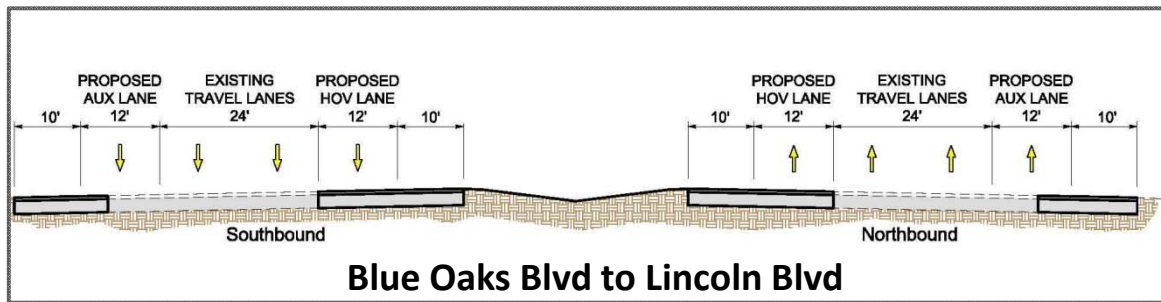 PROPOSED EXISTING PROPOSED PROPOSED EXISTING PROPOSED
AUX LANE TRAVEL LANES HOV LANE HOV LANE TRAVEL LANES AUX LANE
10' 12' 24' 12' 10' 10' 12' 24' 12' 10'
Southbound Northbound
Blue Oaks Blvd to Lincoln Blvd